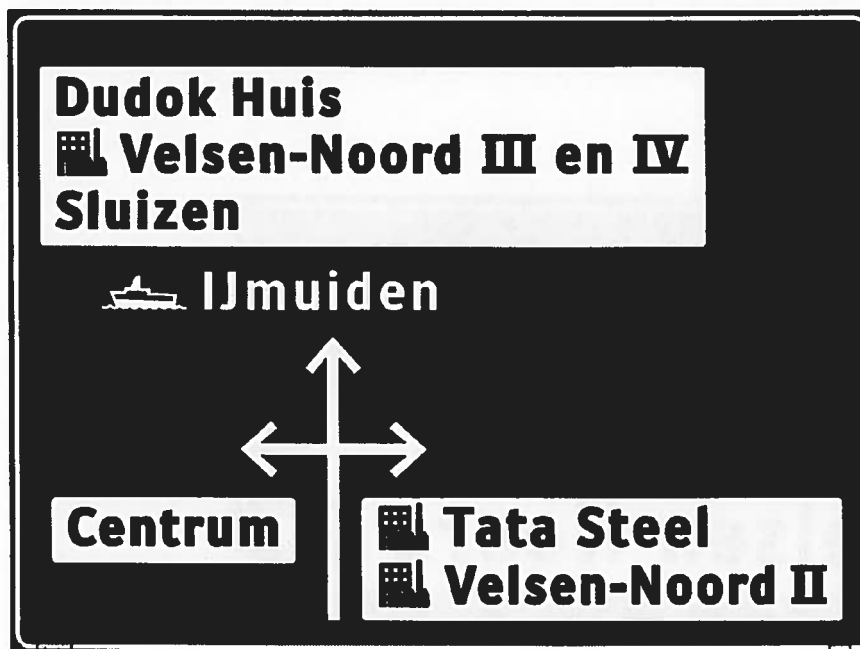 Dudok Huis
Velsen-Noord III en IV
Sluizen
IJmuiden
Centrum
Tata Steel
Velsen-Noord II